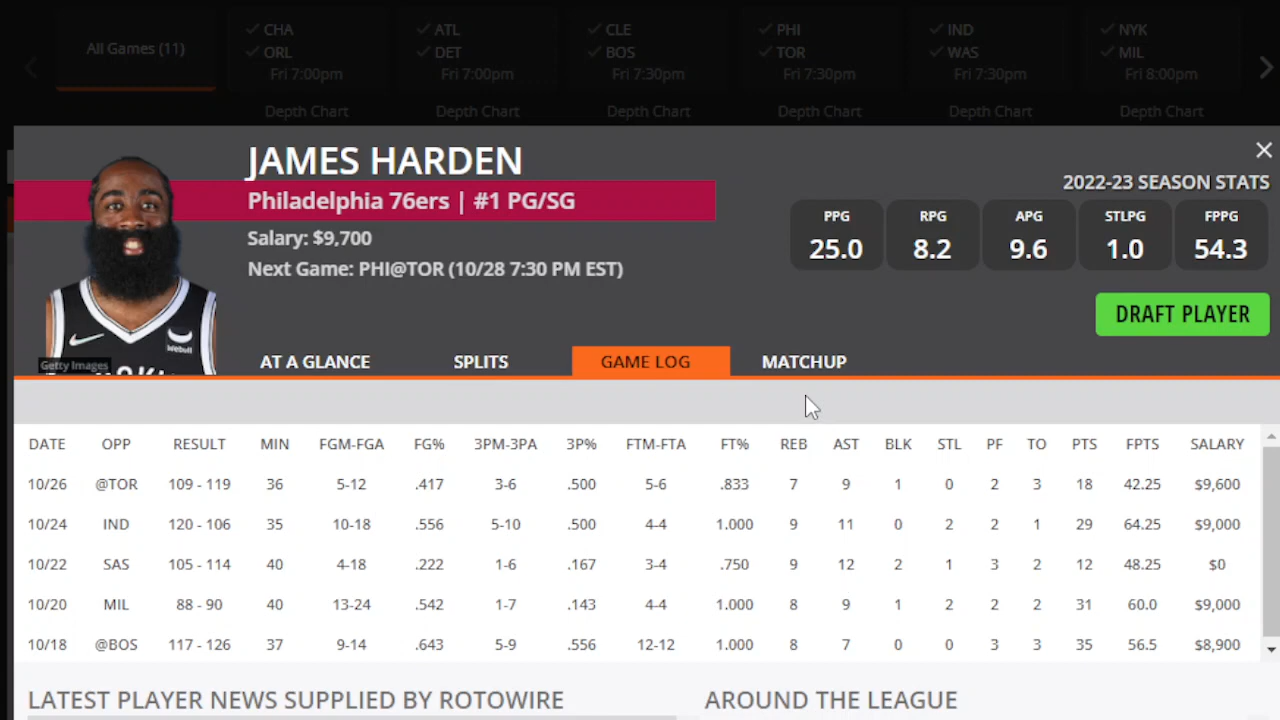 All Games (11)
CHA
ORL
Fri 7:00pm
Depth Chart
ATL
DET
Fri 7:00pm
Depth Chart
CLE
BOS
Fri 7:30pm
Depth Chart
PHI
TOR
Fri 7:30pm
Depth Chart
IND
WAS
Fri 7:30pm
Depth Chart
NYK
MIL
Fri 8:00pm
Depth Chart
JAMES HARDEN
Philadelphia 76ers | #1 PG/SG
Salary: $9,700
Next Game: PHI@TOR (10/28 7:30 PM EST)
2022-23 SEASON STATS
PPG RPG APG STLPG FPPG
25.0 8.2 9.6 1.0 54.3
DRAFT PLAYER
Webull
Getty Images
AT A GLANCE SPLITS GAME LOG MATCHUP
DATE OPP RESULT MIN FGM-FGA FG% 3PM-3PA 3P% FTM-FTA FT% REB AST BLK STL PF TO PTS FPTS SALARY
10/26 @TOR 109 - 119 36 5-12 .417 3-6 .500 5-6 .833 7 9 1 0 2 3 18 42.25 $9,600
10/24 IND 120 - 106 35 10-18 .556 5-10 .500 4-4 1.000 9 11 0 2 2 1 29 64.25 $9,000
10/22 SAS 105 - 114 40 4-18 .222 1-6 .167 3-4 .750 9 12 2 1 3 2 12 48.25 $0
10/20 MIL 88 - 90 40 13-24 .542 1-7 .143 4-4 1.000 8 9 1 2 2 2 31 60.0 $9,000
10/18 @BOS 117 - 126 37 9-14 .643 5-9 .556 12-12 1.000 8 7 0 0 3 3 35 56.5 $8,900
LATEST PLAYER NEWS SUPPLIED BY ROTOWIRE
AROUND THE LEAGUE